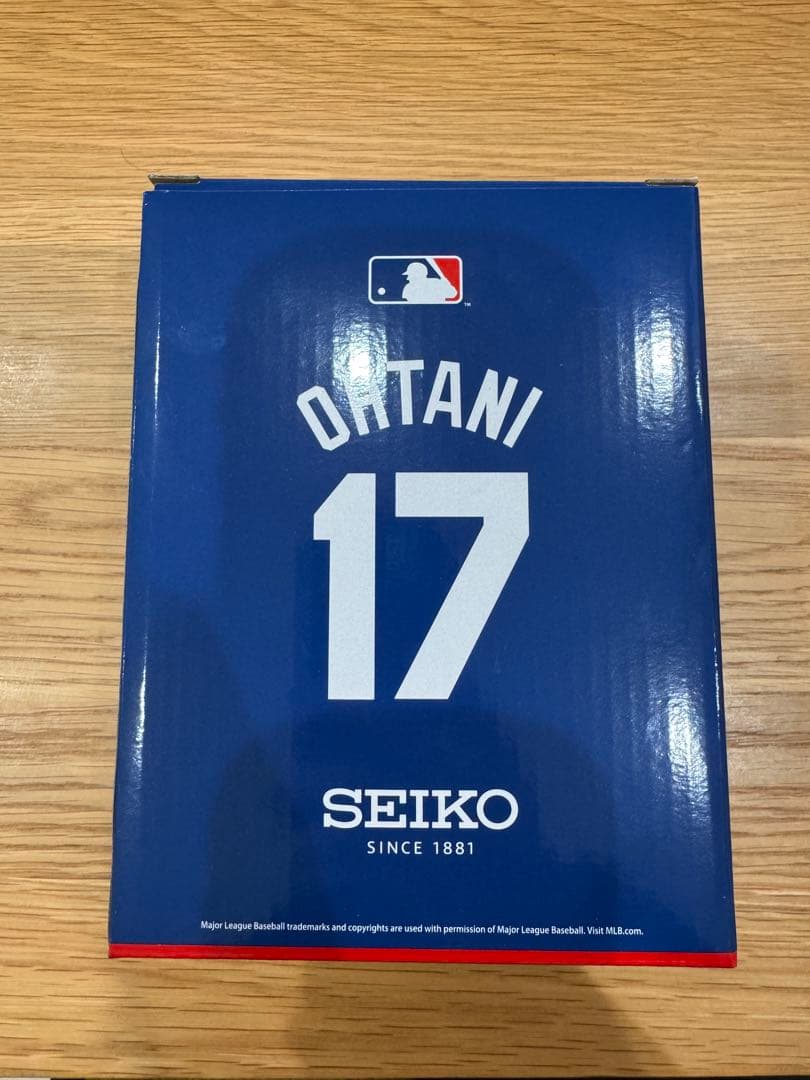 TM
OHTANI
17
SEIKO
SINCE 1881
Major League Baseball trademarks and copyrights are used with permission of Major League Baseball. Visit MLB.com.